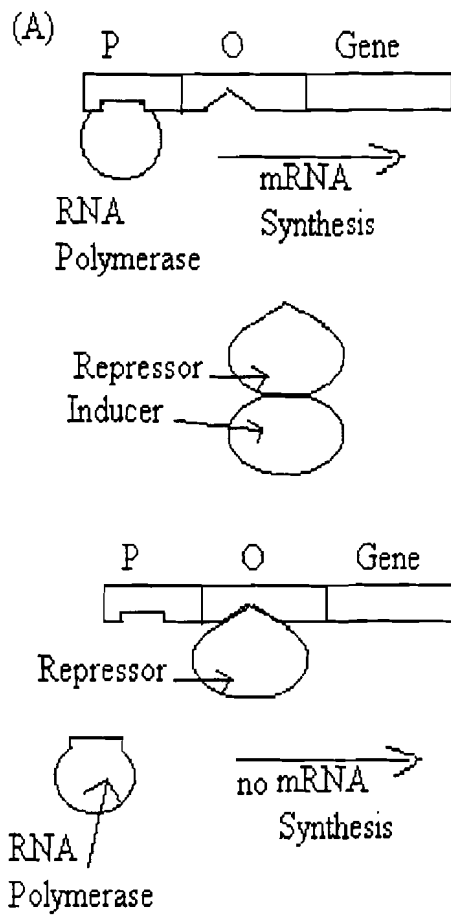 (A)
P O Gene
RNA
Polymerase
mRNA
Synthesis
Repressor
Inducer
P O Gene
Repressor
no mRNA
Synthesis
RNA
Polymerase